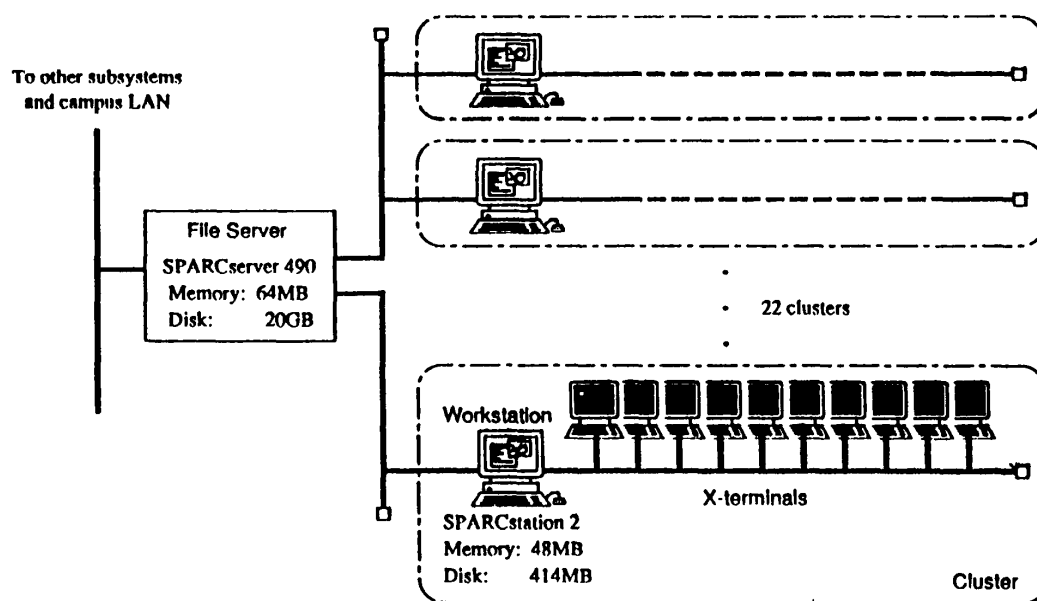 To other subsystems
and campus LAN
File Server
SPARCserver 490
Memory: 64MB
Disk: 20GB
22 clusters
Workstation
X-terminals
SPARCstation 2
Memory: 48MB
Disk: 414MB
Cluster